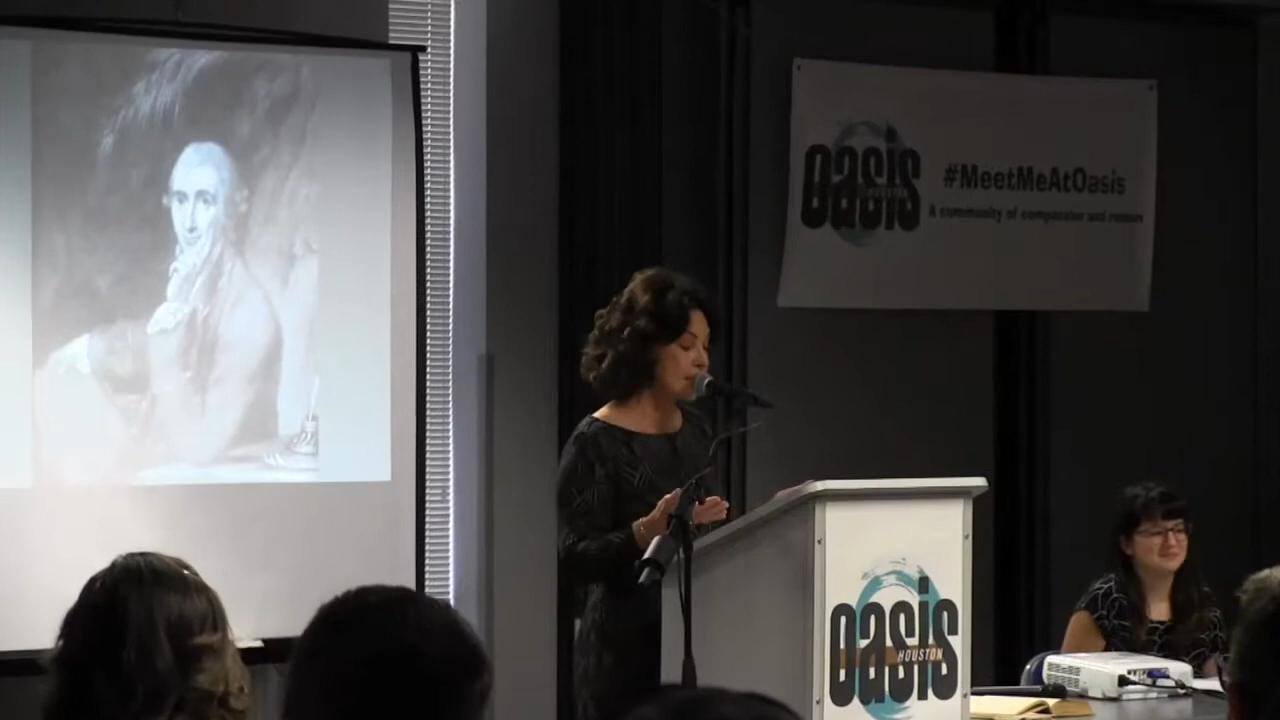 oasis
HOUSTON
#MeetMeAtOasis
A community of compassion and reason
oasis
HOUSTON